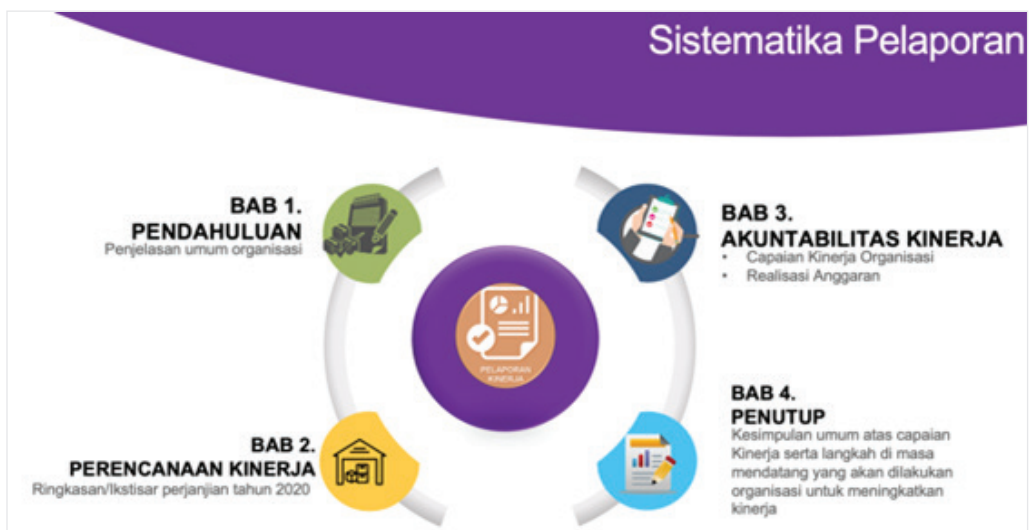 Sistematika Pelaporan
BAB 1.
PENDAHULUAN
Penjelasan umum organisasi
BAB 2.
PERENCANAAN KINERJA
Ringkasan/Ikstisar perjanjian tahun 2020
PELAPORAN
KINERJA
BAB 3.
AKUNTABILITAS KINERJA
• Capaian Kinerja Organisasi
• Realisasi Anggaran
BAB 4.
PENUTUP
Kesimpulan umum atas capaian
Kinerja serta langkah di masa
mendatang yang akan dilakukan
organisasi untuk meningkatkan
kinerja